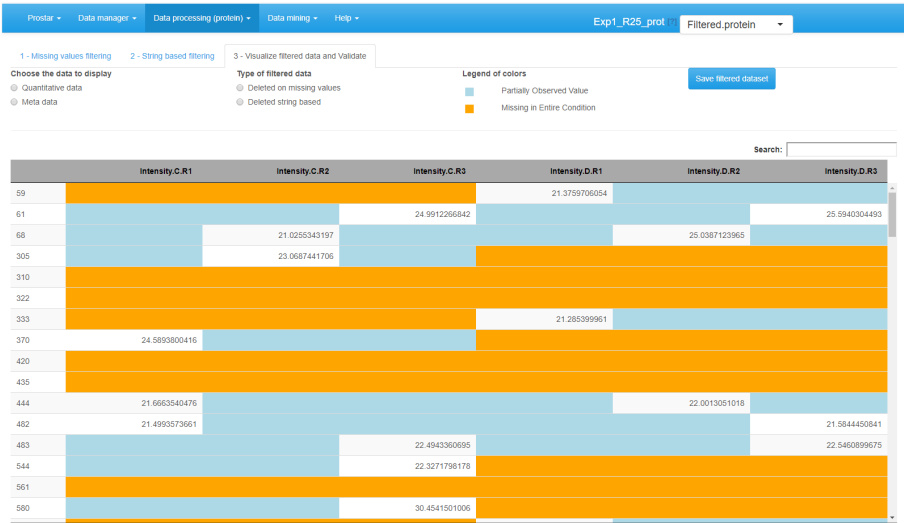 Prostar Data manager Data processing (protein) Data mining Help Exp1_R25_prot [?] Filtered.protein
1 - Missing values filtering 2 - String based filtering 3 - Visualize filtered data and Validate
Choose the data to display Type of filtered data Legend of colors Save filtered dataset
Quantitative data Deleted on missing values Partially Observed Value
Meta data Deleted string based Missing in Entire Condition
Search:
Intensity.C.R1 Intensity.C.R2 Intensity.C.R3 Intensity.D.R1 Intensity.D.R2 Intensity.D.R3
59 21.3759706054
61 24.9912266842 25.5940304493
68 21.0255343197 25.0387123965
305 23.0687441706
310
322
333 21.285399961
370 24.5893800416
420
435
444 21.6663540476 22.0013051018
482 21.4993573661 21.5844450841
483 22.4943360695 22.5460899675
544 22.3271798178
561
580 30.4541501006